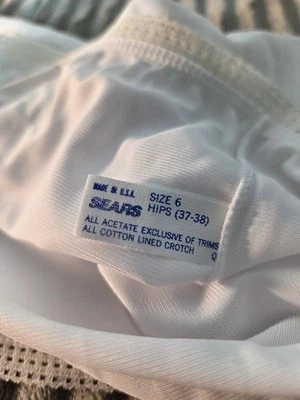 MADE IN U.S.A.
SEARS
SIZE 6
HIPS (37-38)
ALL ACETATE EXCLUSIVE OF TRIMS
ALL COTTON LINED CROTCH
Q